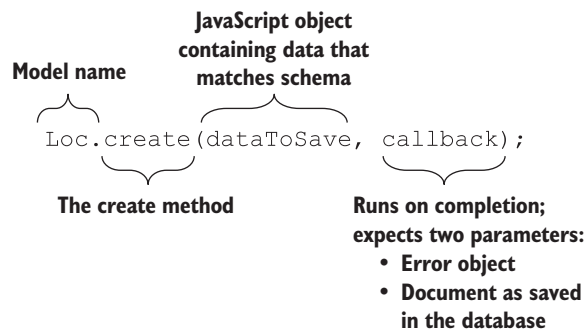 JavaScript object
containing data that
matches schema
Model name
Loc.create(dataToSave, callback);
The create method
Runs on completion;
expects two parameters:
• Error object
• Document as saved
in the database